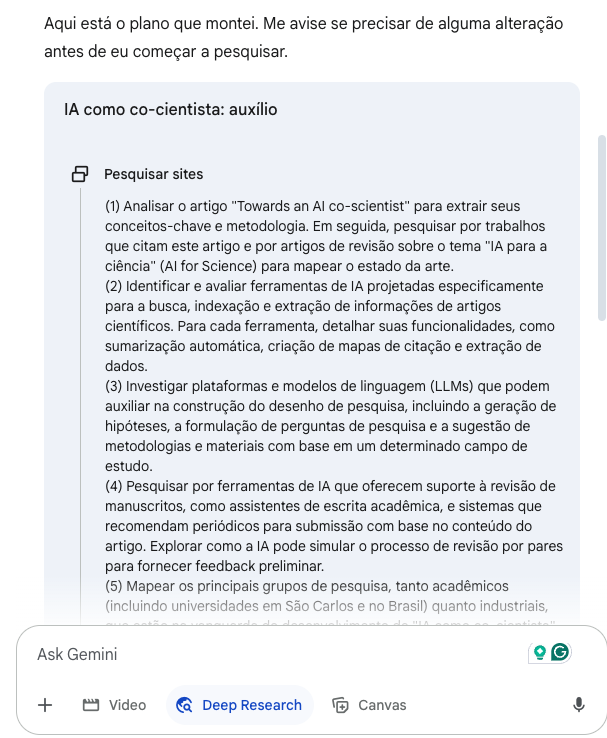 Aqui está o plano que montei. Me avise se precisar de alguma alteração
antes de eu começar a pesquisar.
IA como co-cientista: auxílio
Pesquisar sites
(1) Analisar o artigo "Towards an AI co-scientist" para extrair seus
conceitos-chave e metodologia. Em seguida, pesquisar por trabalhos
que citam este artigo e por artigos de revisão sobre o tema "IA para a
ciência" (AI for Science) para mapear o estado da arte.
(2) Identificar e avaliar ferramentas de IA projetadas especificamente
para a busca, indexação e extração de informações de artigos
científicos. Para cada ferramenta, detalhar suas funcionalidades, como
sumarização automática, criação de mapas de citação e extração de
dados.
(3) Investigar plataformas e modelos de linguagem (LLMs) que podem
auxiliar na construção do desenho de pesquisa, incluindo a geração de
hipóteses, a formulação de perguntas de pesquisa e a sugestão de
metodologias e materiais com base em um determinado campo de
estudo.
(4) Pesquisar por ferramentas de IA que oferecem suporte à revisão de
manuscritos, como assistentes de escrita acadêmica, e sistemas que
recomendam periódicos para submissão com base no conteúdo do
artigo. Explorar como a IA pode simular o processo de revisão por pares
para fornecer feedback preliminar.
(5) Mapear os principais grupos de pesquisa, tanto acadêmicos
(incluindo universidades em São Carlos e no Brasil) quanto industriais,
Ask Gemini
Video
Deep Research
Canvas